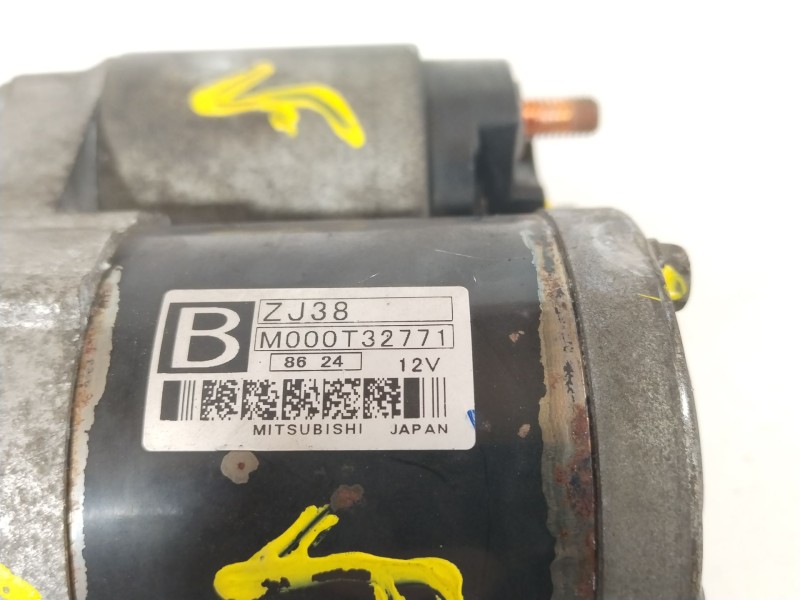 B
ZJ38
M000T32771
86 24
12V
MITSUBISHI JAPAN